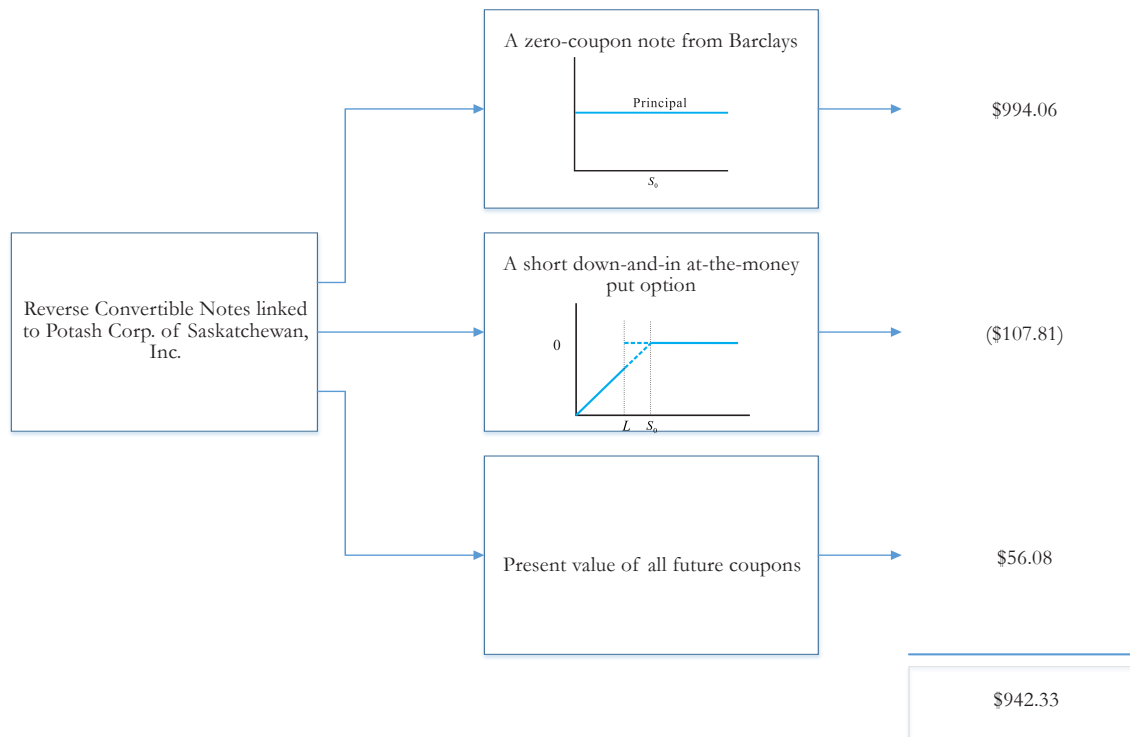 A zero-coupon note from Barclays
Principal
S₀
$994.06
Reverse Convertible Notes linked
to Potash Corp. of Saskatchewan,
Inc.
A short down-and-in at-the-money
put option
0
L S₀
($107.81)
Present value of all future coupons
$56.08
$942.33